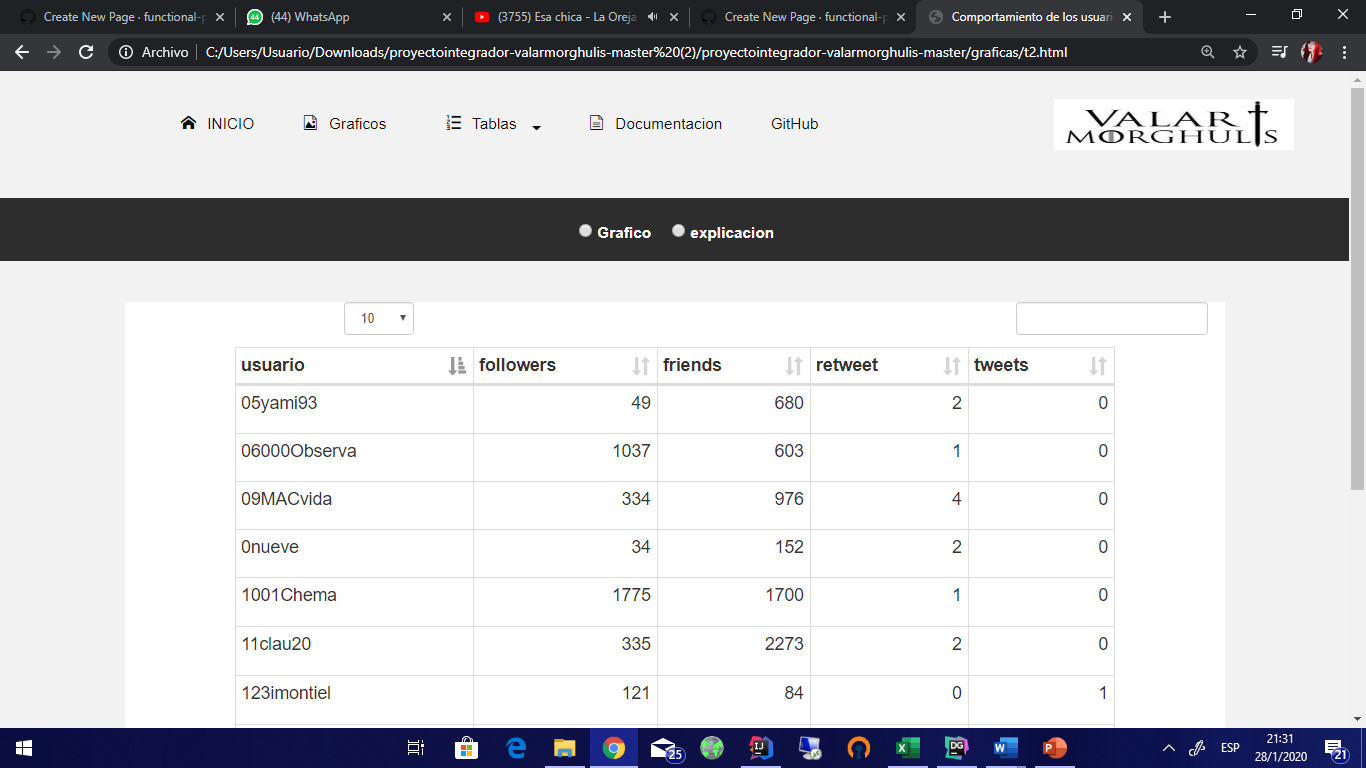 Create New Page · functional-p
(44) WhatsApp
(3755) Esa chica - La Oreja
Create New Page · functional-p
Comportamiento de los usuari
Archivo
C:/Users/Usuario/Downloads/proyectointegrador-valarmorghulis-master%20(2)/proyectointegrador-valarmorghulis-master/graficas/t2.html
INICIO
Graficos
Tablas
Documentacion
GitHub
VALAR
MORGHULIS
Grafico
explicacion
10
usuario followers friends retweet tweets
05yami93 49 680 2 0
06000Observa 1037 603 1 0
09MACvida 334 976 4 0
0nueve 34 152 2 0
1001Chema 1775 1700 1 0
11clau20 335 2273 2 0
123imontiel 121 84 0 1
25
ESP
21:31
28/1/2020
21